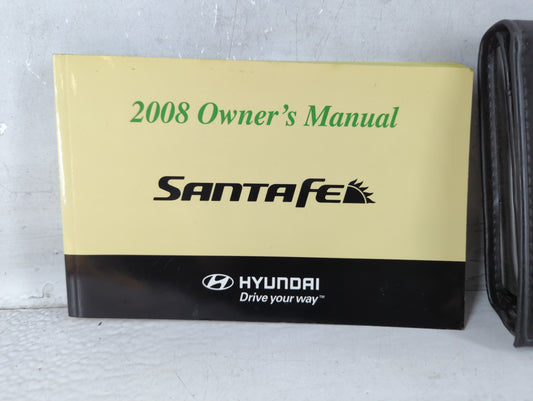 2008 Owner's Manual
SANTAFE
HYUNDAI
Drive your way™